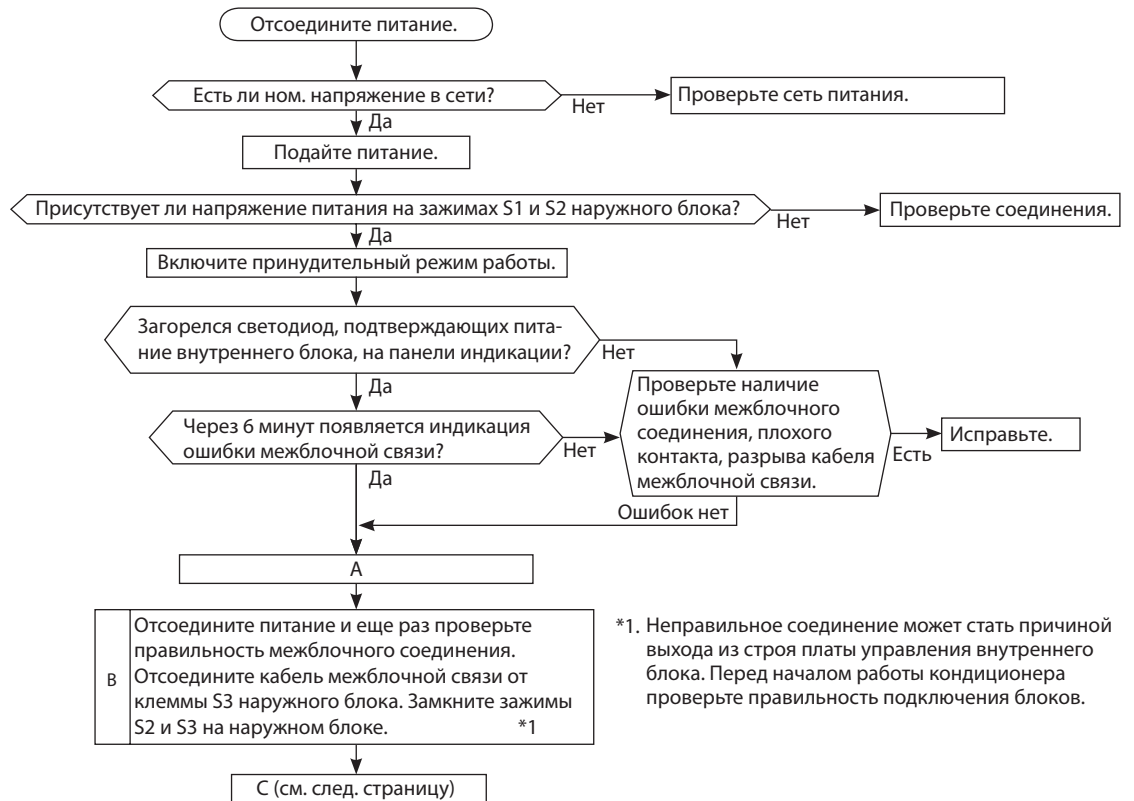 Отсоедините питание.
Есть ли ном. напряжение в сети?
Нет
Проверьте сеть питания.
Да
Подайте питание.
Присутствует ли напряжение питания на зажимах S1 и S2 наружного блока?
Нет
Проверьте соединения.
Да
Включите принудительный режим работы.
Загорелся светодиод, подтверждающих пита-
ние внутреннего блока, на панели индикации?
Нет
Да
Проверьте наличие
ошибки межблочного
соединения, плохого
контакта, разрыва кабеля
межблочной связи.
Через 6 минут появляется индикация
ошибки межблочной связи?
Нет
Есть
Исправьте.
Да
Ошибок нет
A
B
Отсоедините питание и еще раз проверьте
правильность межблочного соединения.
Отсоедините кабель межблочной связи от
клеммы S3 наружного блока. Замкните зажимы
S2 и S3 на наружном блоке. *1
*1. Неправильное соединение может стать причиной
выхода из строя платы управления внутреннего
блока. Перед началом работы кондиционера
проверьте правильность подключения блоков.
C (см. след. страницу)